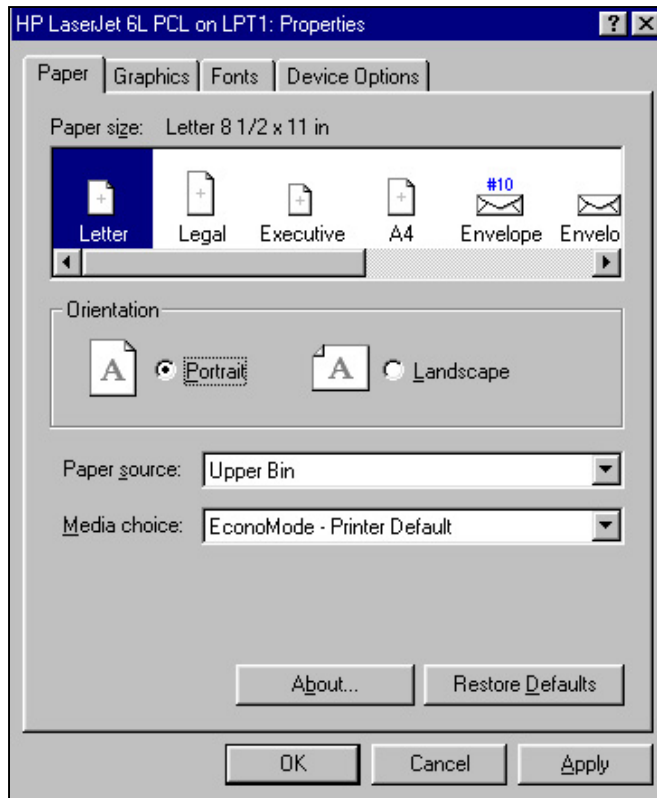 HP LaserJet 6L PCL on LPT1: Properties ? X
Paper Graphics Fonts Device Options
Paper size: Letter 8 1/2 x 11 in
#10
Letter Legal Executive A4 Envelope Envelo
Orientation
A Portrait A Landscape
Paper source: Upper Bin
Media choice: EconoMode - Printer Default
About... Restore Defaults
OK Cancel Apply